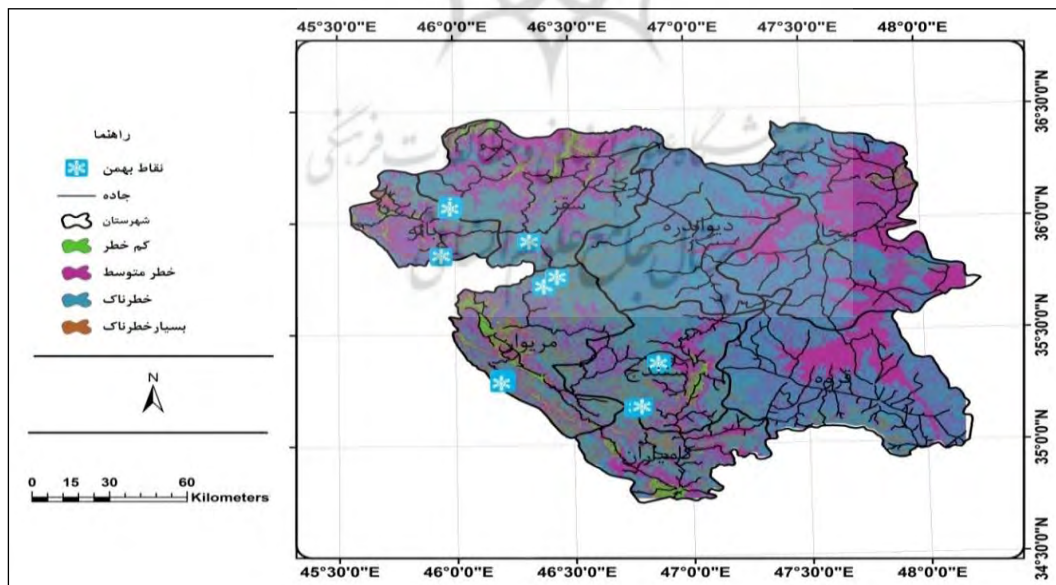 45°30'0"E 46°0'0"E 46°30'0"E 47°0'0"E 47°30'0"E 48°0'0"E
36°30'0"N
36°0'0"N
35°30'0"N
35°0'0"N
34°30'0"N
راهنما
نقاط بهمن
جاده
شهرستان
کم خطر
خطر متوسط
خطرناک
بسیارخطرناک
N
0 15 30 60
Kilometers
سقز
بانه
دیواندره
بیجار
مریوان
سنندج
قروه
کامیاران
45°30'0"E 46°0'0"E 46°30'0"E 47°0'0"E 47°30'0"E 48°0'0"E